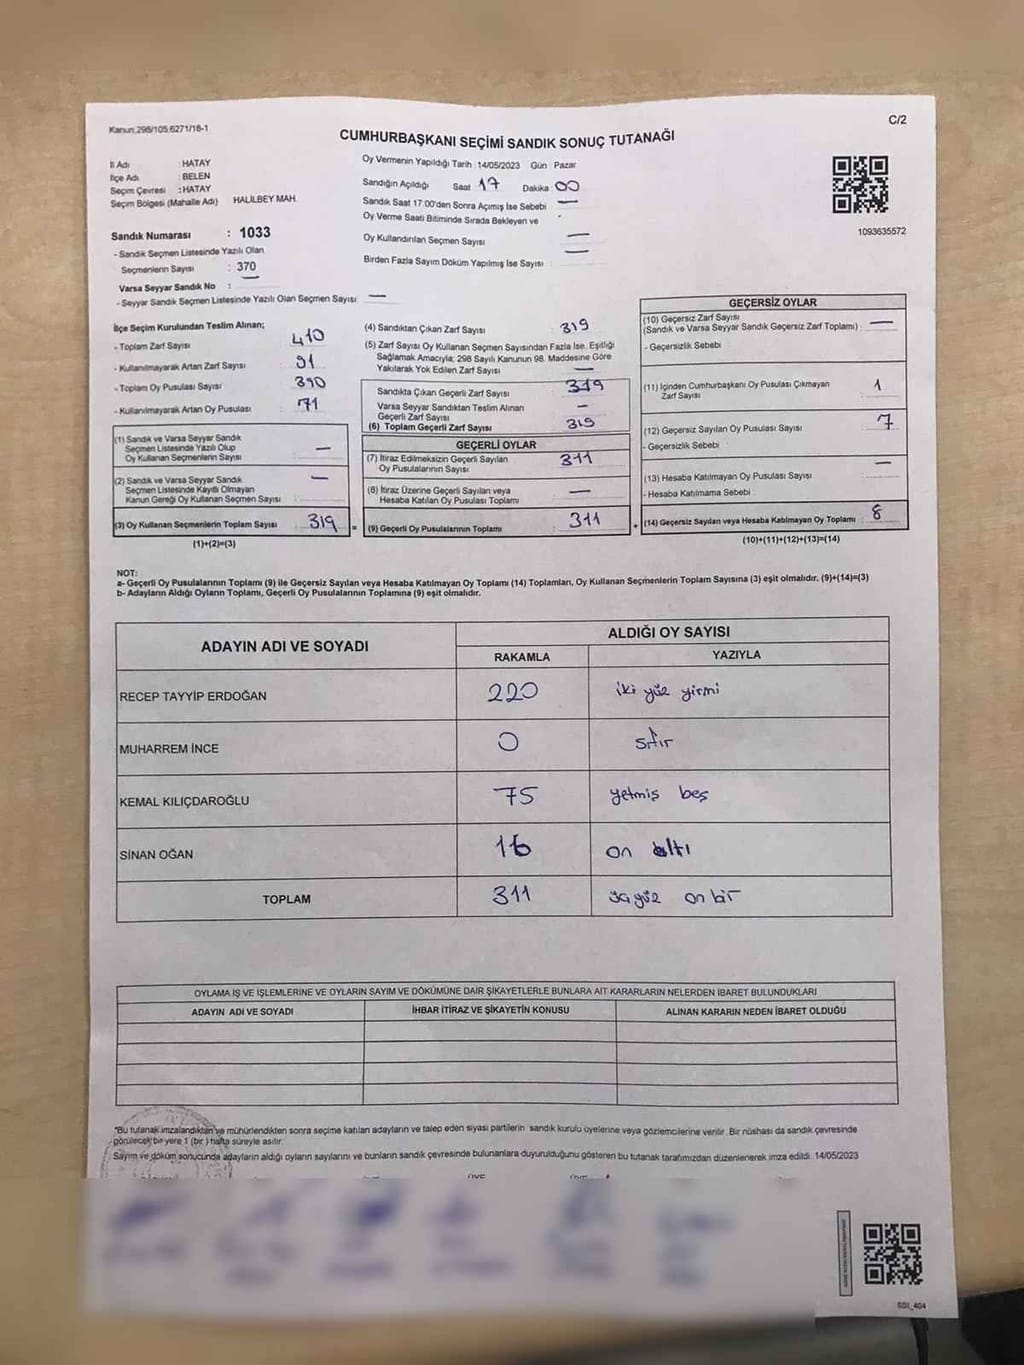 Kanun:298/105;6271/18-1
C/2
CUMHURBAŞKANI SEÇİMİ SANDIK SONUÇ TUTANAĞI
İl Adı : HATAY
İlçe Adı : BELEN
Seçim Çevresi : HATAY
Seçim Bölgesi (Mahalle Adı) HALİLBEY MAH.
Sandık Numarası : 1033
- Sandık Seçmen Listesinde Yazılı Olan
Seçmenlerin Sayısı : 370
Varsa Seyyar Sandık No : —
- Seyyar Sandık Seçmen Listesinde Yazılı Olan Seçmen Sayısı: —
Oy Vermenin Yapıldığı Tarih : 14/05/2023 Gün Pazar
Sandığın Açıldığı Saat 17 Dakika 00
Sandık Saat 17.00'den Sonra Açımış İse Sebebi —
Oy Verme Saati Bitiminde Sırada Bekleyen ve
Oy Kullandırılan Seçmen Sayısı —
Birden Fazla Sayım Döküm Yapılmış İse Sayısı : —
1093635572
İlçe Seçim Kurulundan Teslim Alınan;
- Toplam Zarf Sayısı 410
- Kullanılmayarak Artan Zarf Sayısı 91
- Toplam Oy Pusulası Sayısı 390
- Kullanılmayarak Artan Oy Pusulası 71
(1) Sandık ve Varsa Seyyar Sandık
Seçmen Listesinde Yazılı Olup
Oy Kullanan Seçmenlerin Sayısı —
(2) Sandık ve Varsa Seyyar Sandık
Seçmen Listesinde Kayıtlı Olmayan
Kanun Gereği Oy Kullanan Seçmen Sayısı —
(3) Oy Kullanan Seçmenlerin Toplam Sayısı 319 =
(1)+(2)=(3)
(4) Sandıktan Çıkan Zarf Sayısı 319
(5) Zarf Sayısı Oy Kullanan Seçmen Sayısından Fazla İse, Eşitliği
Sağlamak Amacıyla; 298 Sayılı Kanunun 98. Maddesine Göre
Yakılarak Yok Edilen Zarf Sayısı —
Sandıkta Çıkan Geçerli Zarf Sayısı 319
Varsa Seyyar Sandıktan Teslim Alınan
Geçerli Zarf Sayısı —
(6) Toplam Geçerli Zarf Sayısı 319
GEÇERLİ OYLAR
(7) İtiraz Edilmeksizin Geçerli Sayılan
Oy Pusulalarının Sayısı 311
(8) İtiraz Üzerine Geçerli Sayılan veya
Hesaba Katılan Oy Pusulası Toplamı —
(9) Geçerli Oy Pusulalarının Toplamı 311 +
GEÇERSİZ OYLAR
(10) Geçersiz Zarf Sayısı
(Sandık ve Varsa Seyyar Sandık Geçersiz Zarf Toplamı) : —
- Geçersizlik Sebebi :
(11) İçinden Cumhurbaşkanı Oy Pusulası Çıkmayan
Zarf Sayısı 1
(12) Geçersiz Sayılan Oy Pusulası Sayısı 7
- Geçersizlik Sebebi :
(13) Hesaba Katılmayan Oy Pusulası Sayısı —
- Hesaba Katılmama Sebebi :
(14) Geçersiz Sayılan veya Hesaba Katılmayan Oy Toplamı 8
(10)+(11)+(12)+(13)=(14)
NOT:
a- Geçerli Oy Pusulalarının Toplamı (9) ile Geçersiz Sayılan veya Hesaba Katılmayan Oy Toplamı (14) Toplamları, Oy Kullanan Seçmenlerin Toplam Sayısına (3) eşit olmalıdır. (9)+(14)=(3)
b- Adayların Aldığı Oyların Toplamı, Geçerli Oy Pusulalarının Toplamına (9) eşit olmalıdır.
ADAYIN ADI VE SOYADI ALDIĞI OY SAYISI
RAKAMLA YAZIYLA
RECEP TAYYİP ERDOĞAN 220 iki yüz yirmi
MUHARREM İNCE 0 sıfır
KEMAL KILIÇDAROĞLU 75 yetmiş beş
SİNAN OĞAN 16 on altı
TOPLAM 311 üç yüz on bir
OYLAMA İŞ VE İŞLEMLERİNE VE OYLARIN SAYIM VE DÖKÜMÜNE DAİR ŞİKAYETLERLE BUNLARA AİT KARARLARIN NELERDEN İBARET BULUNDUKLARI
ADAYIN ADI VE SOYADI İHBAR İTİRAZ VE ŞİKAYETİN KONUSU ALINAN KARARIN NEDEN İBARET OLDUĞU
*Bu tutanak imzalandıktan ve mühürlendikten sonra seçime katılan adayların ve talep eden siyasi partilerin sandık kurulu üyelerine veya gözlemcilerine verilir. Bir nüshası da sandık çevresinde
görülecek bir yere 1 (bir) hafta süreyle asılır.
Sayım ve döküm sonucunda adayların aldığı oyların sayılarını ve bunların sandık çevresinde bulunanlara duyurulduğunu gösteren bu tutanak tarafımızdan düzenlenerek imza edildi. 14/05/2023
SSİ_404